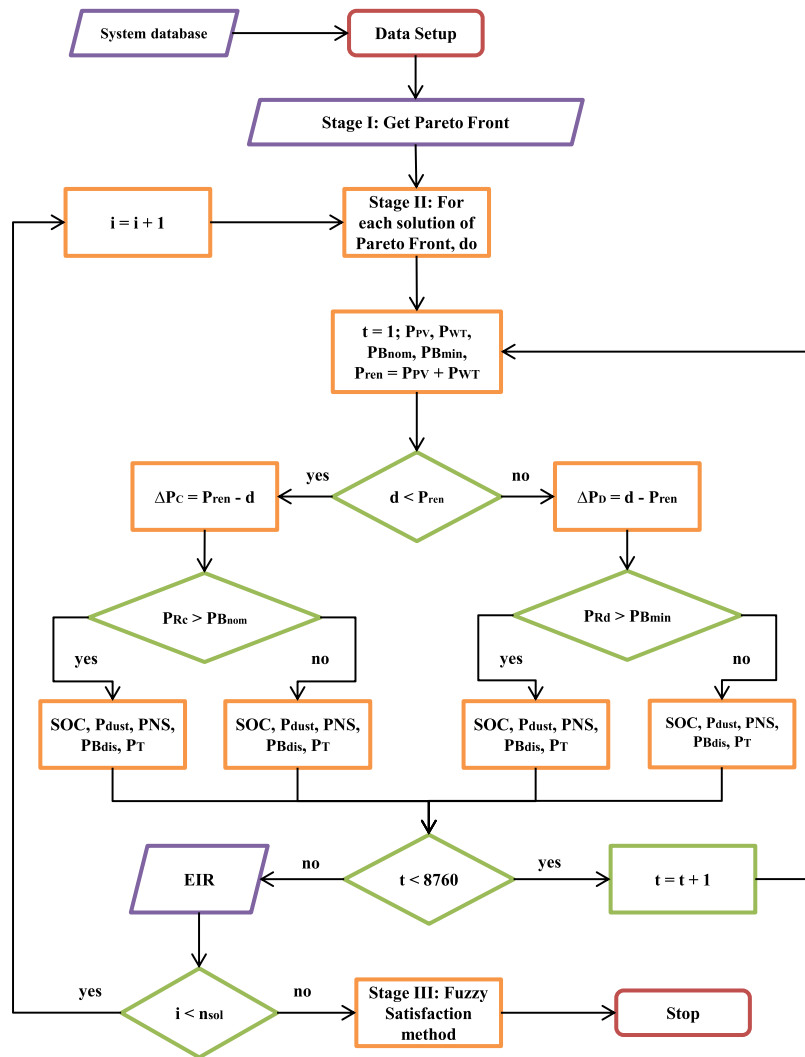 System database
Data Setup
Stage I: Get Pareto Front
i = i + 1
Stage II: For
each solution of
Pareto Front, do
t = 1; PPV, PWT,
PBnom, PBmin,
Pren = PPV + PWT
yes
d < Pren
no
ΔPC = Pren - d
ΔPD = d - Pren
PRc > PBnom
PRd > PBmin
yes
no
yes
no
SOC, Pdust, PNS,
PBdis, PT
SOC, Pdust, PNS,
PBdis, PT
SOC, Pdust, PNS,
PBdis, PT
SOC, Pdust, PNS,
PBdis, PT
EIR
no
t < 8760
yes
t = t + 1
yes
i < nsol
no
Stage III: Fuzzy
Satisfaction
method
Stop